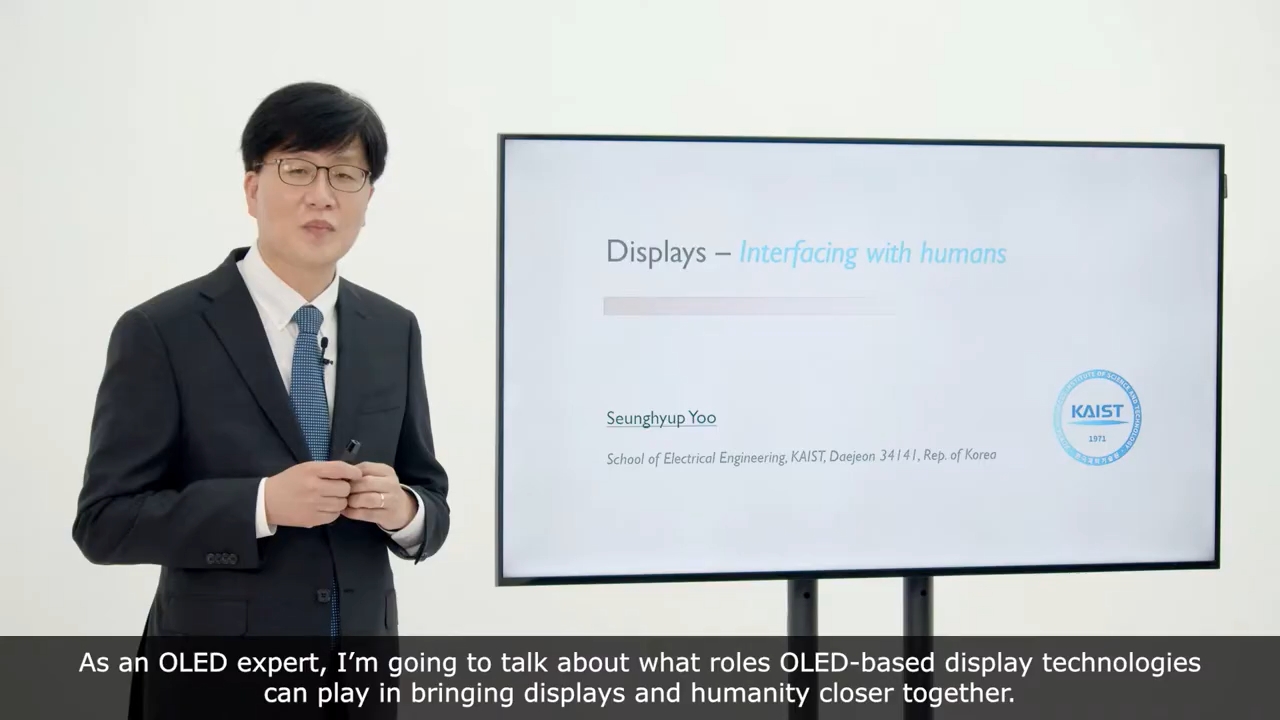 Displays – Interfacing with humans
Seunghyup Yoo
School of Electrical Engineering, KAIST, Daejeon 34141, Rep. of Korea
KAIST
1971
As an OLED expert, I’m going to talk about what roles OLED-based display technologies
can play in bringing displays and humanity closer together.